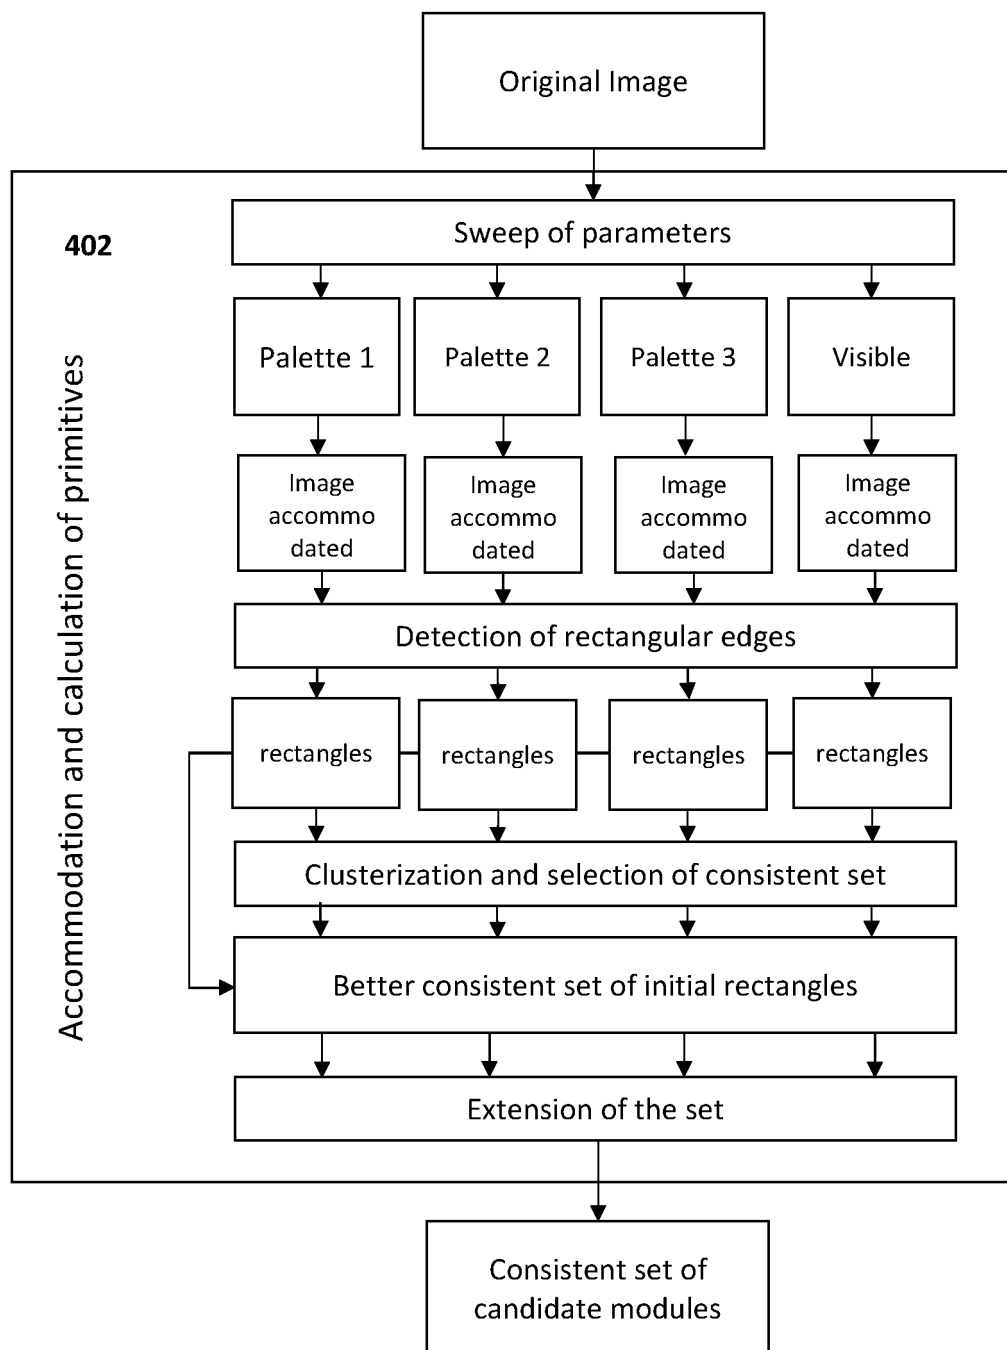 Original Image
402
Accommodation and calculation of primitives
Sweep of parameters
Palette 1
Palette 2
Palette 3
Visible
Image
accommo
dated
Image
accommo
dated
Image
accommo
dated
Image
accommo
dated
Detection of rectangular edges
rectangles
rectangles
rectangles
rectangles
Clusterization and selection of consistent set
Better consistent set of initial rectangles
Extension of the set
Consistent set of
candidate modules